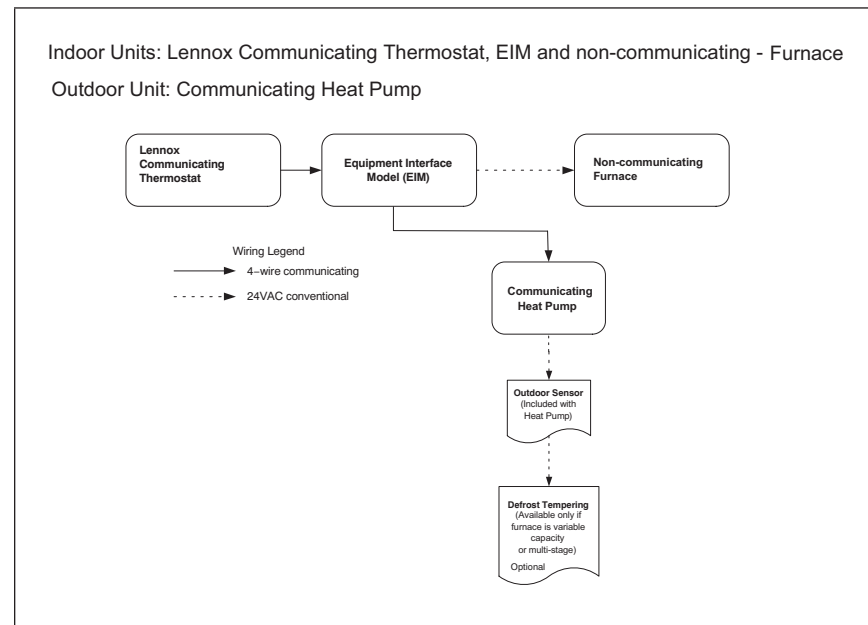 Indoor Units: Lennox Communicating Thermostat, EIM and non-communicating - Furnace
Outdoor Unit: Communicating Heat Pump
Lennox
Communicating
Thermostat
Equipment Interface
Model (EIM)
Non-communicating
Furnace
Wiring Legend
4–wire communicating
24VAC conventional
Communicating
Heat Pump
Outdoor Sensor
(Included with
Heat Pump)
Defrost Tempering
(Available only if
furnace is variable
capacity
or multi-stage)
Optional